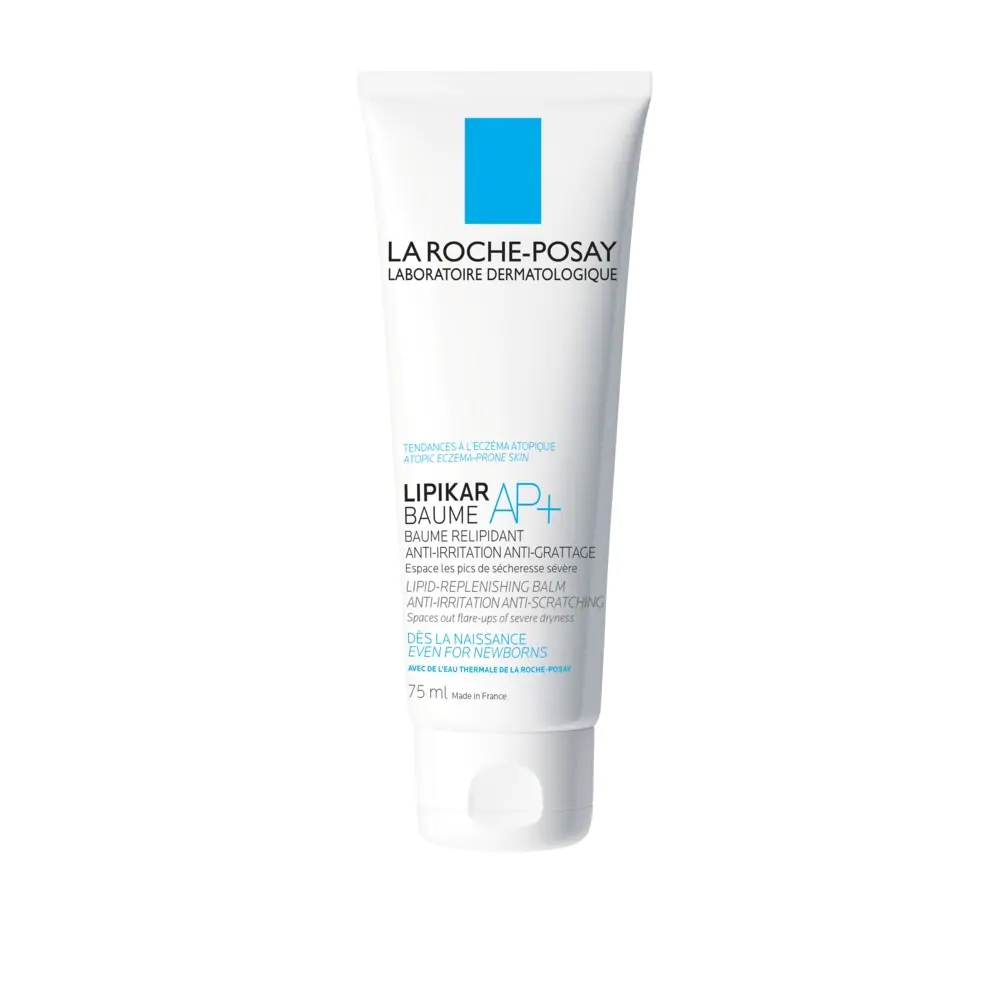 LA ROCHE-POSAY
LABORATOIRE DERMATOLOGIQUE
TENDANCES À L'ECZÉMA ATOPIQUE
ATOPIC ECZEMA-PRONE SKIN
LIPIKAR
BAUME AP+
BAUME RELIPIDANT
ANTI-IRRITATION ANTI-GRATTAGE
Espace les pics de sécheresse sévère
LIPID-REPLENISHING BALM
ANTI-IRRITATION ANTI-SCRATCHING
Spaces out flare-ups of severe dryness
DÈS LA NAISSANCE
EVEN FOR NEWBORNS
AVEC DE L'EAU THERMALE DE LA ROCHE-POSAY
75 ml Made in France